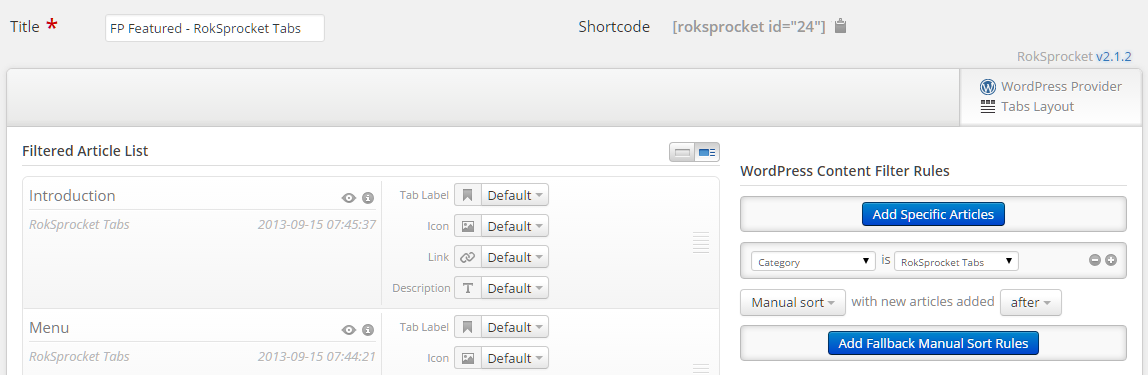 Title * FP Featured - RokSprocket Tabs Shortcode [roksprocket id="24"]
RokSprocket v2.1.2
WordPress Provider
Tabs Layout
Filtered Article List
Introduction
RokSprocket Tabs 2013-09-15 07:45:37
Tab Label Default
Icon Default
Link Default
Description T Default
Menu
RokSprocket Tabs 2013-09-15 07:44:21
Tab Label Default
Icon Default
WordPress Content Filter Rules
Add Specific Articles
Category is RokSprocket Tabs
Manual sort with new articles added after
Add Fallback Manual Sort Rules